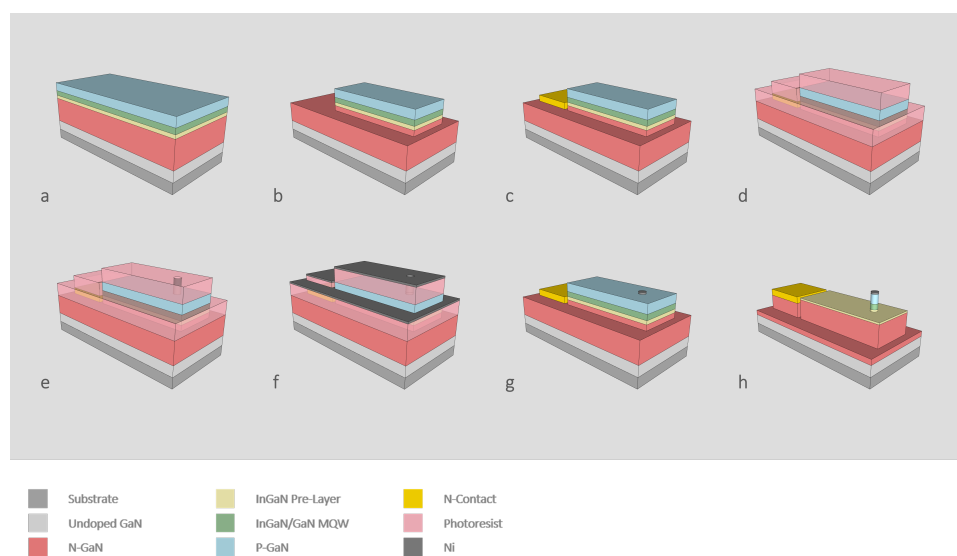 a
b
c
d
e
f
g
h
Substrate
InGaN Pre-Layer
N-Contact
Undoped GaN
InGaN/GaN MQW
Photoresist
N-GaN
P-GaN
Ni